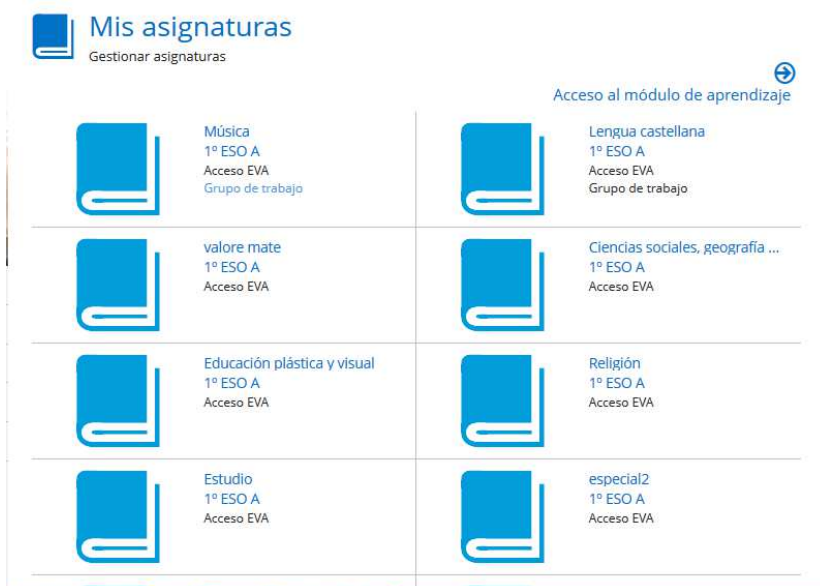 Mis asignaturas
Gestionar asignaturas
Acceso al módulo de aprendizaje
Música
1º ESO A
Acceso EVA
Grupo de trabajo
Lengua castellana
1º ESO A
Acceso EVA
Grupo de trabajo
valore mate
1º ESO A
Acceso EVA
Ciencias sociales, geografía ...
1º ESO A
Acceso EVA
Educación plástica y visual
1º ESO A
Acceso EVA
Religión
1º ESO A
Acceso EVA
Estudio
1º ESO A
Acceso EVA
especial2
1º ESO A
Acceso EVA